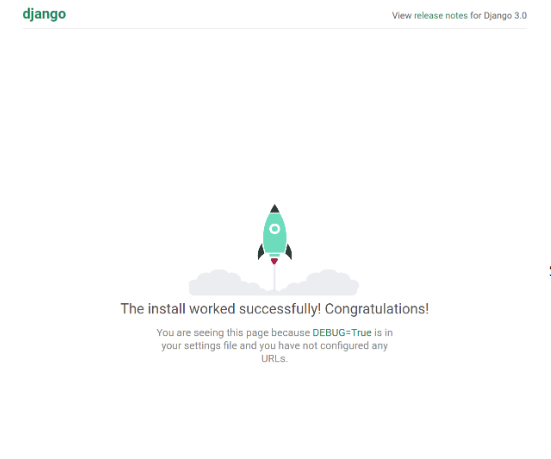 django
View release notes for Django 3.0
The install worked successfully! Congratulations!
You are seeing this page because DEBUG=True is in
your settings file and you have not configured any
URLs.